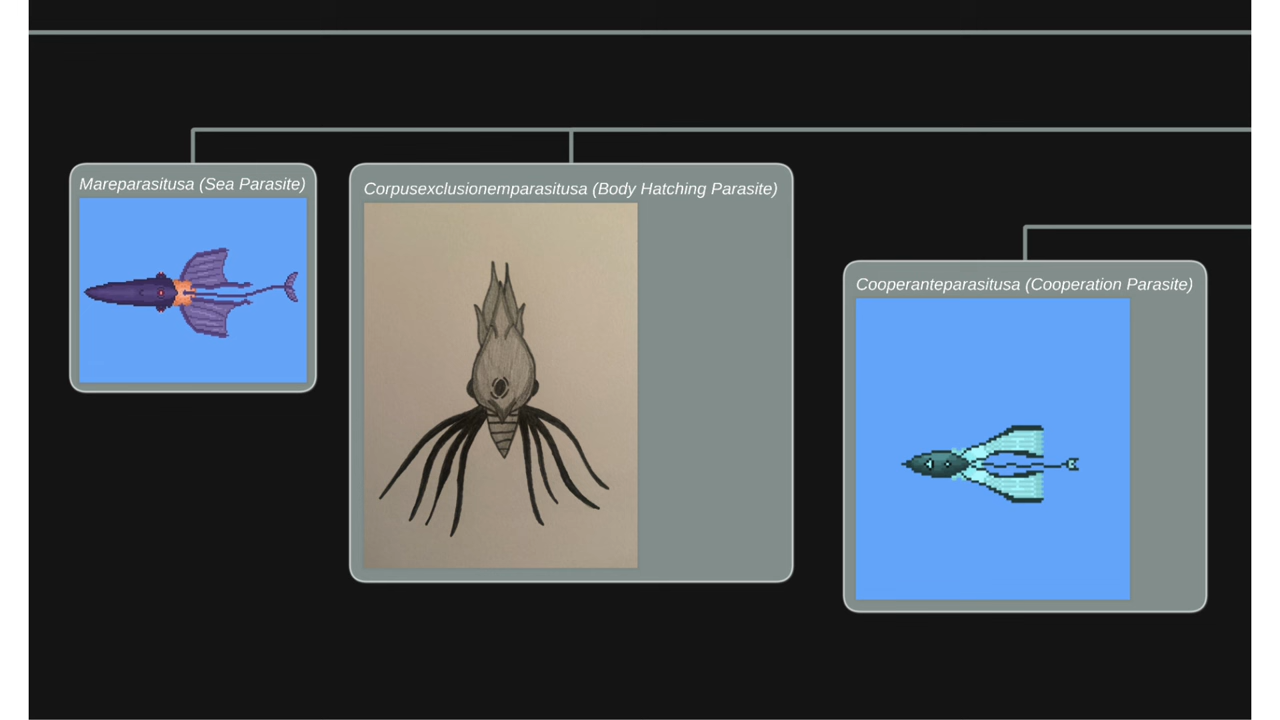 Mareparasitusa (Sea Parasite)
Corpusexclusionemparasitusa (Body Hatching Parasite)
Cooperanteparasitusa (Cooperation Parasite)